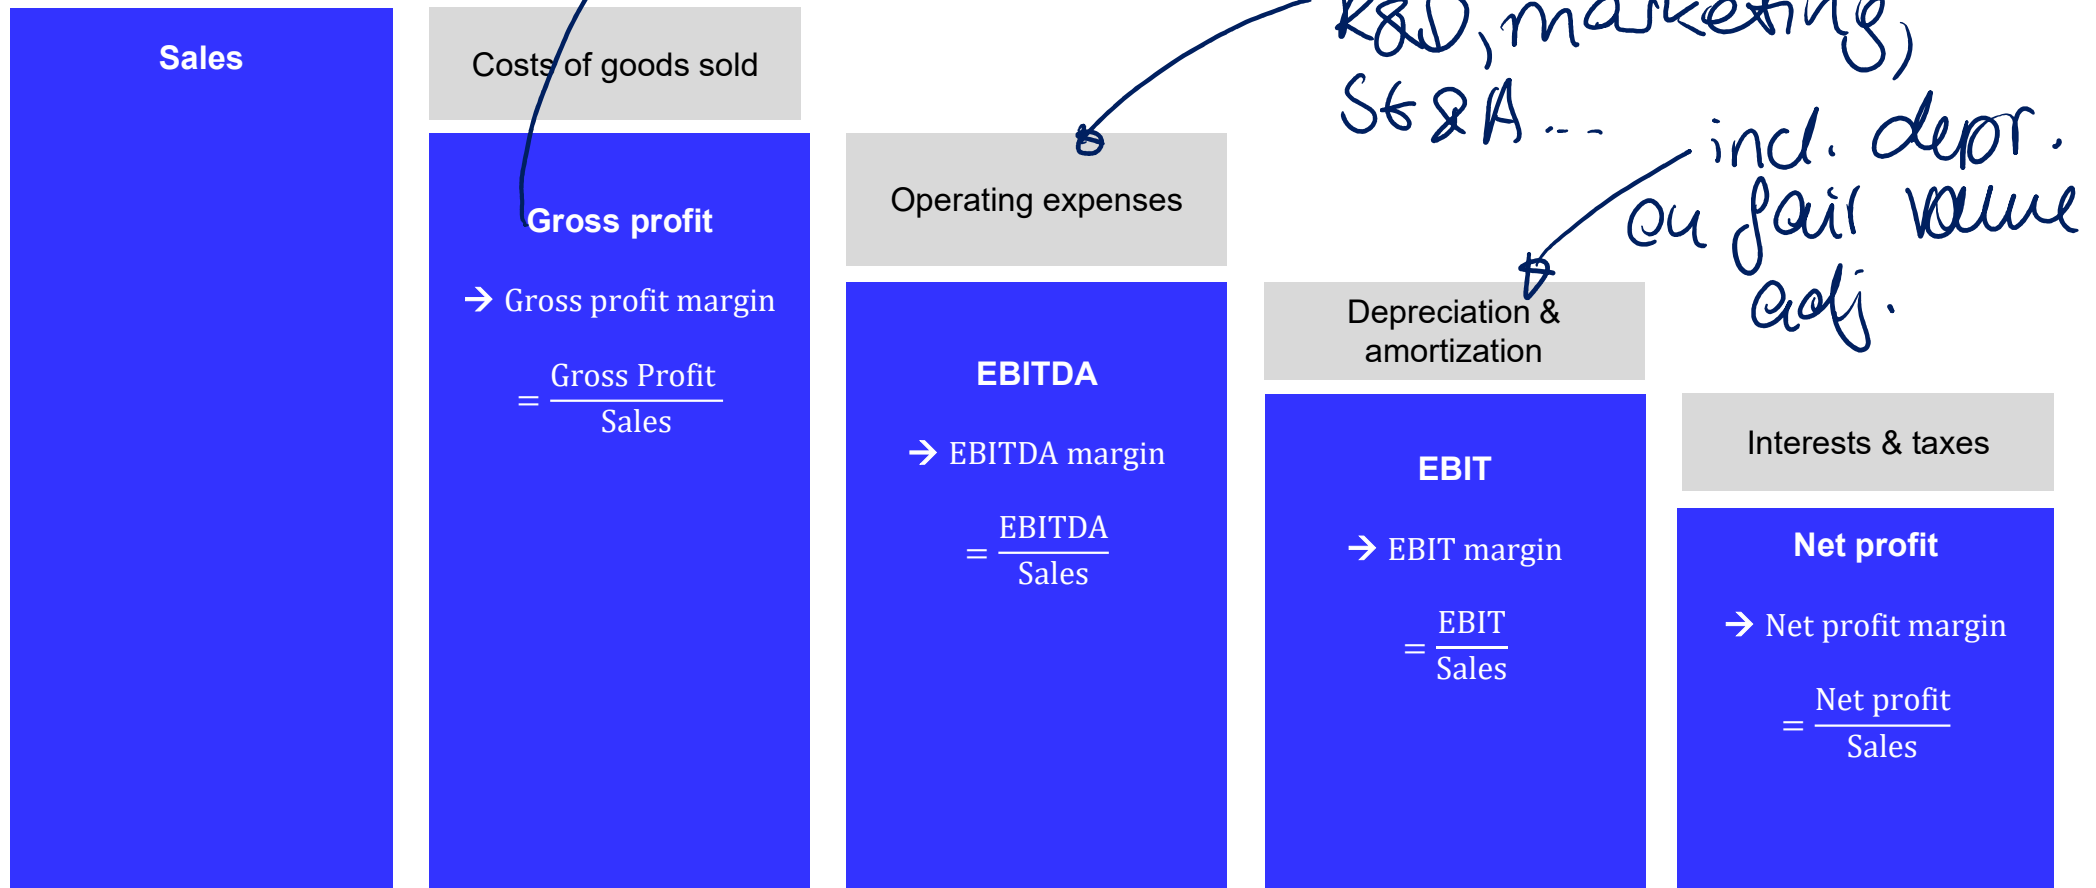 Sales
Costs of goods sold
Gross profit
→ Gross profit margin
= Gross Profit / Sales
R&D, marketing,
SG&A ...
Operating expenses
EBITDA
→ EBITDA margin
= EBITDA / Sales
incl. depr.
on fair value
adj.
Depreciation &
amortization
EBIT
→ EBIT margin
= EBIT / Sales
Interests & taxes
Net profit
→ Net profit margin
= Net profit / Sales